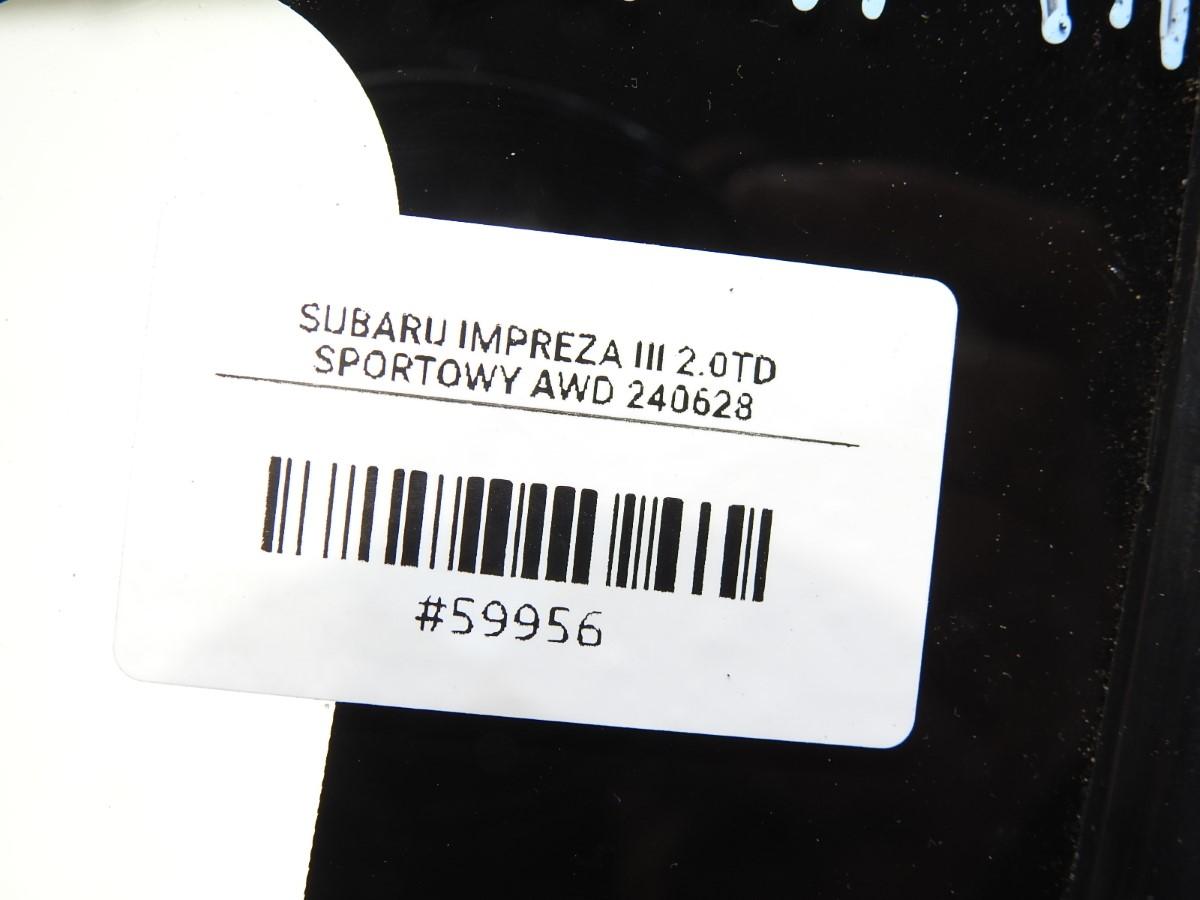 SUBARU IMPREZA III 2.0TD
SPORTOWY AWD 240628
#59956